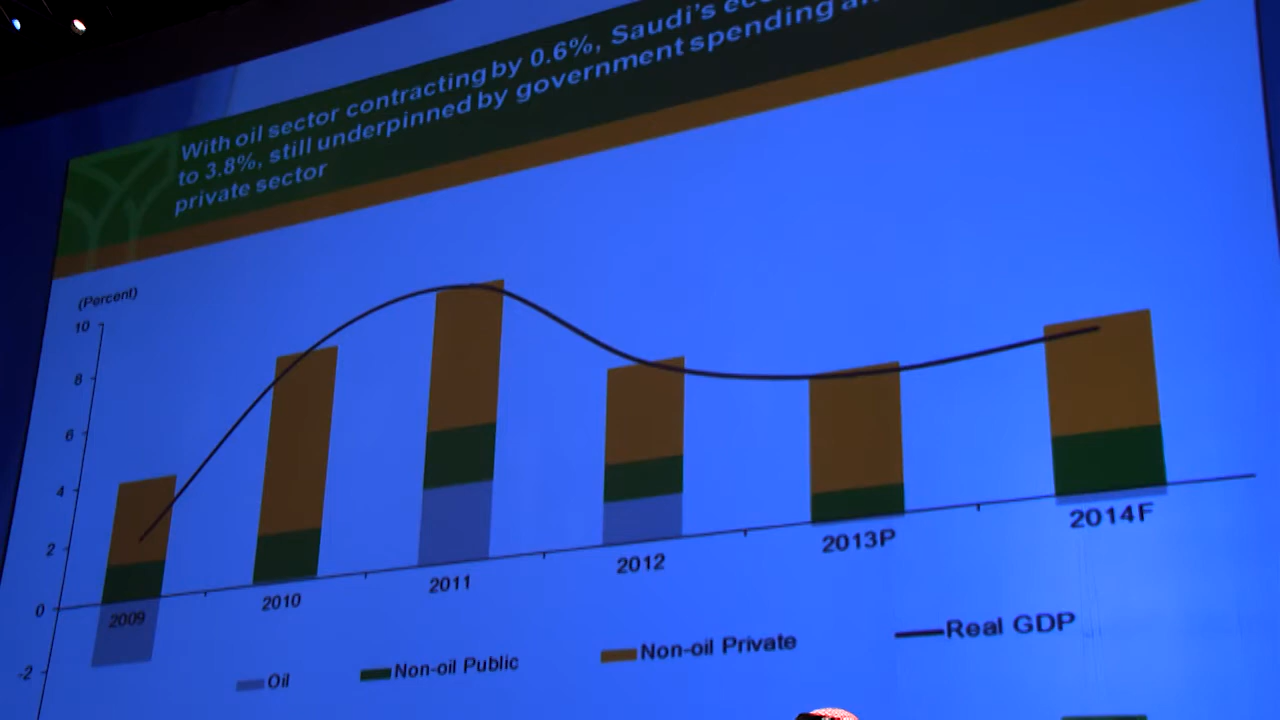 With oil sector contracting by 0.6%, Saudi's
to 3.8%, still underpinned by government spending
private sector
(Percent)
10
8
6
4
2
0
-2
2009
2010
2011
2012
2013P
2014F
Oil
Non-oil Public
Non-oil Private
Real GDP